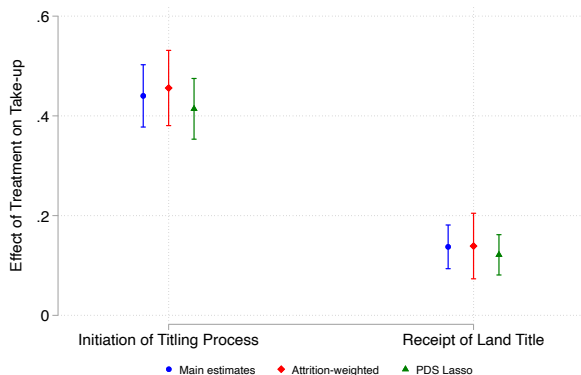 Effect of Treatment on Take-up
.6
.4
.2
0
Initiation of Titling Process
Receipt of Land Title
Main estimates
Attrition-weighted
PDS Lasso